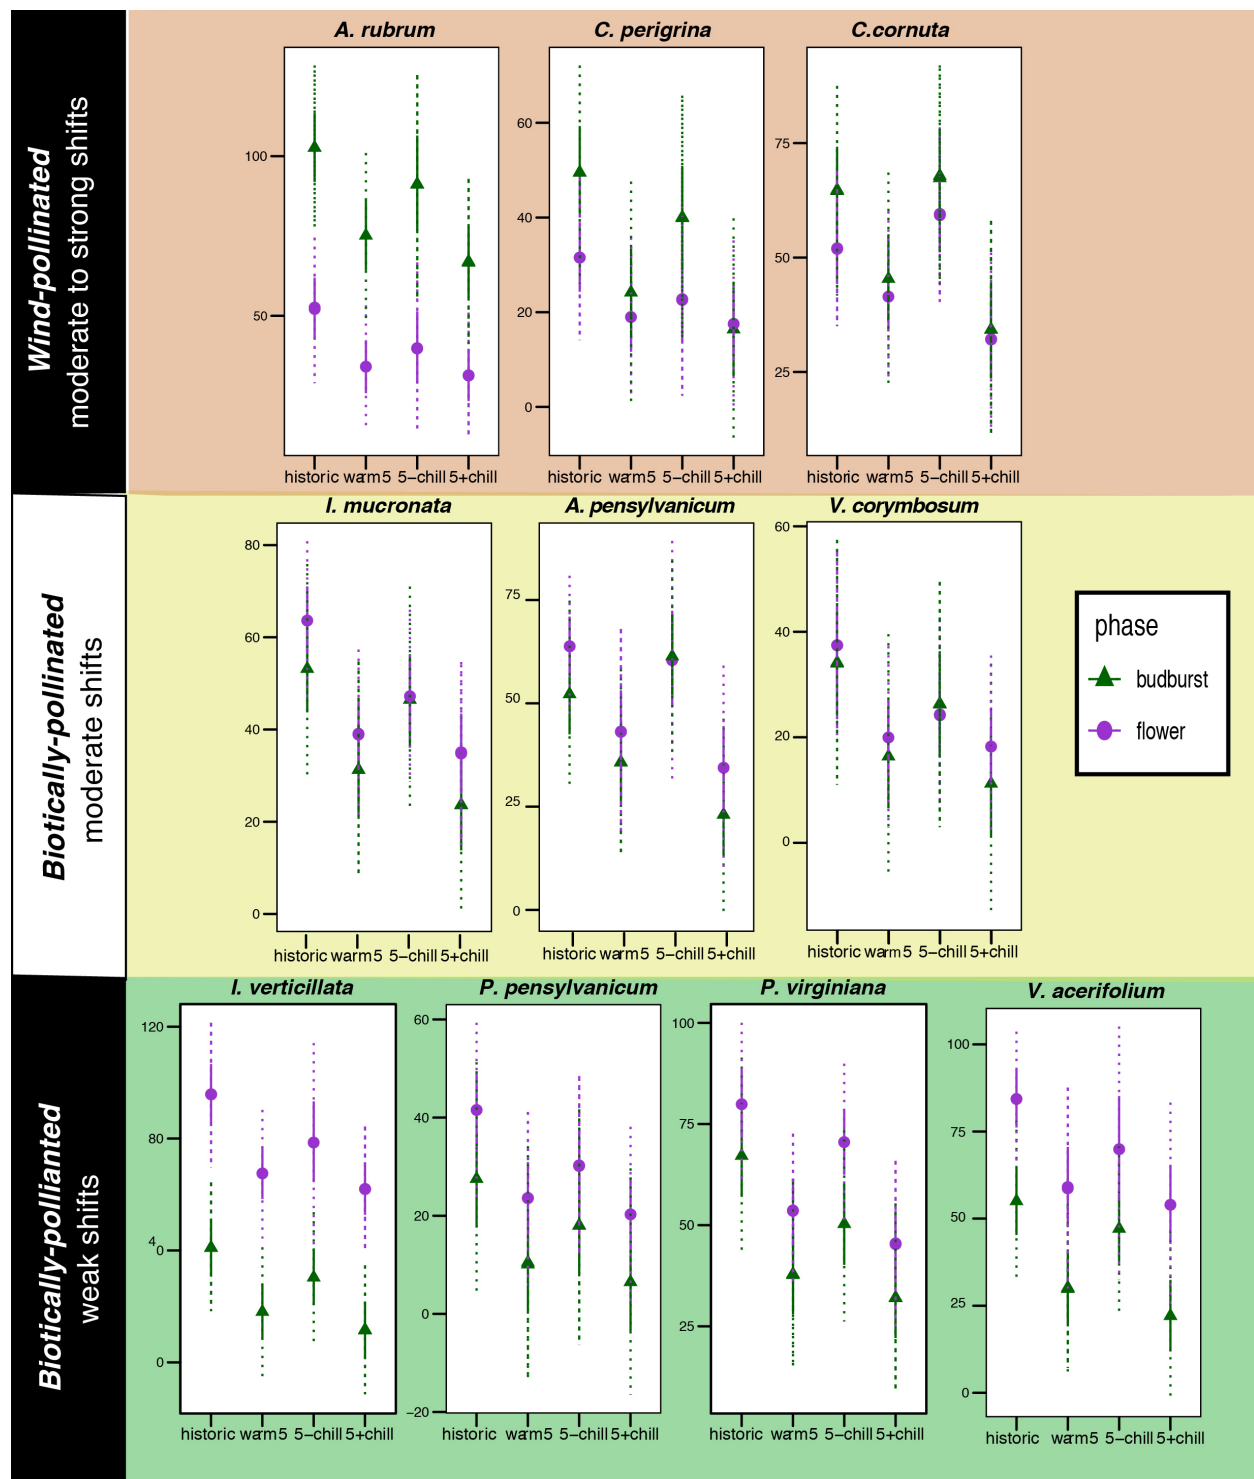 Wind-pollinated
moderate to strong shifts
A. rubrum
C. perigrina
C.cornuta
100
50
60
40
20
0
75
50
25
historic warm5 5−chill 5+chill
historic warm5 5−chill 5+chill
historic warm5 5−chill 5+chill
Biotically-pollinated
moderate shifts
I. mucronata
A. pensylvanicum
V. corymbosum
80
60
40
20
0
75
50
25
0
60
40
20
0
historic warm5 5−chill 5+chill
historic warm5 5−chill 5+chill
historic warm5 5−chill 5+chill
phase
budburst
flower
Biotically-pollianted
weak shifts
I. verticillata
P. pensylvanicum
P. virginiana
V. acerifolium
120
80
40
0
60
40
20
0
−20
100
75
50
25
100
75
50
25
0
historic warm5 5−chill 5+chill
historic warm5 5−chill 5+chill
historic warm5 5−chill 5+chill
historic warm5 5−chill 5+chill